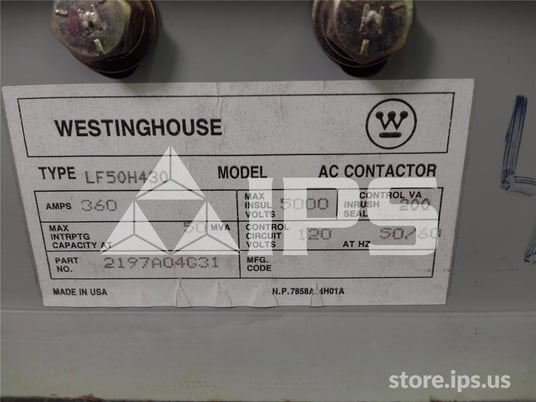 WESTINGHOUSE
W
TYPE LF50H430 MODEL AC CONTACTOR
AMPS 360
MAX INSUL VOLTS 5000
CONTROL VA INRUSH SEAL 200
MAX INTRPTG CAPACITY AT 50 MVA
CONTROL CIRCUIT VOLTS 120 AT HZ 50/60
PART NO. 2197A04G31
MFG. CODE
MADE IN USA
IPS
store.ips.us